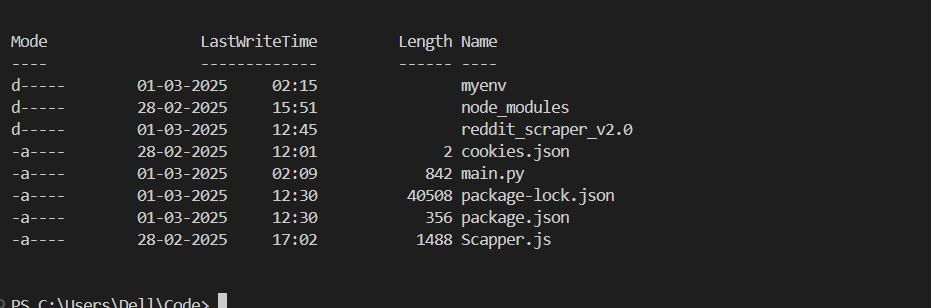 Mode                 LastWriteTime         Length Name
----                 -------------         ------ ----
d-----        01-03-2025     02:15                myenv
d-----        28-02-2025     15:51                node_modules
d-----        01-03-2025     12:45                reddit_scraper_v2.0
-a----        28-02-2025     12:01              2 cookies.json
-a----        01-03-2025     02:09            842 main.py
-a----        01-03-2025     12:30          40508 package-lock.json
-a----        01-03-2025     12:30            356 package.json
-a----        28-02-2025     17:02           1488 Scapper.js
PS C:\Users\Dell\Code>